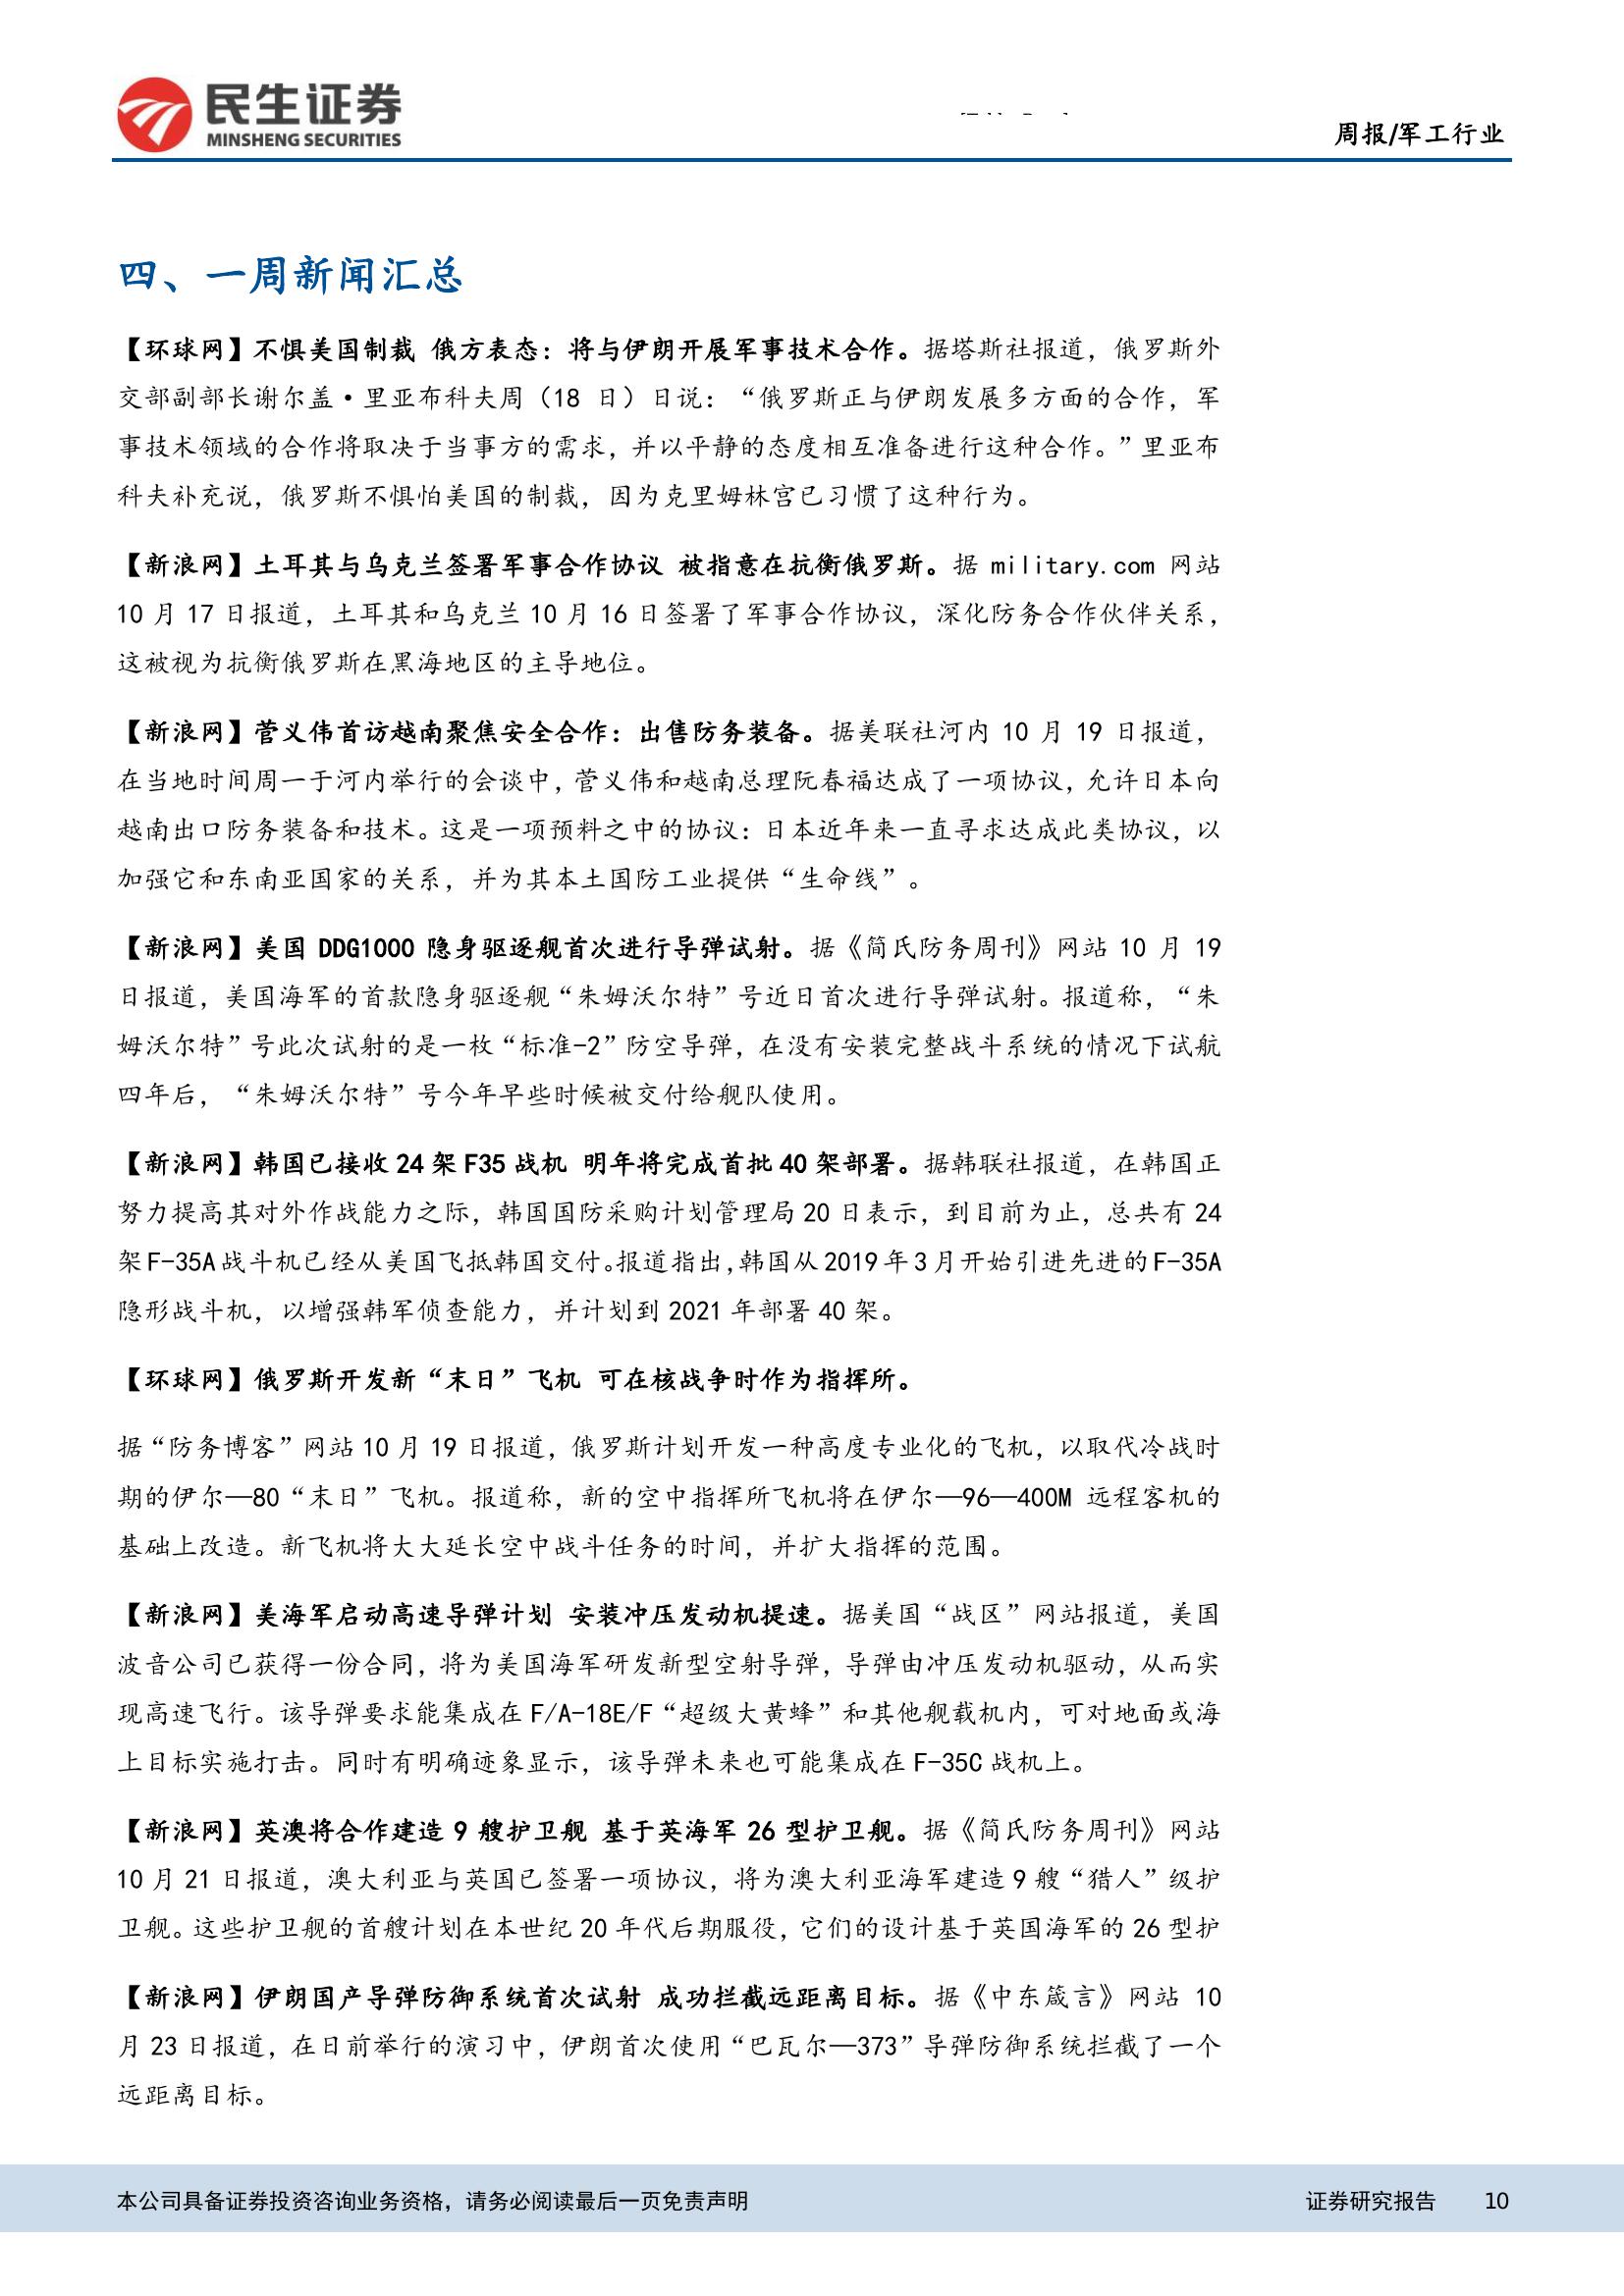 民生证券
MINSHENG SECURITIES
周报/军工行业
四、一周新闻汇总
【环球网】不惧美国制裁 俄方表态：将与伊朗开展军事技术合作。据塔斯社报道，俄罗斯外
交部副部长谢尔盖·里亚布科夫周（18 日）日说：“俄罗斯正与伊朗发展多方面的合作，军
事技术领域的合作将取决于当事方的需求，并以平静的态度相互准备进行这种合作。”里亚布
科夫补充说，俄罗斯不惧怕美国的制裁，因为克里姆林宫已习惯了这种行为。
【新浪网】土耳其与乌克兰签署军事合作协议 被指意在抗衡俄罗斯。据 military.com 网站
10 月 17 日报道，土耳其和乌克兰 10 月 16 日签署了军事合作协议，深化防务合作伙伴关系，
这被视为抗衡俄罗斯在黑海地区的主导地位。
【新浪网】菅义伟首访越南聚焦安全合作：出售防务装备。据美联社河内 10 月 19 日报道，
在当地时间周一于河内举行的会谈中，菅义伟和越南总理阮春福达成了一项协议，允许日本向
越南出口防务装备和技术。这是一项预料之中的协议：日本近年来一直寻求达成此类协议，以
加强它和东南亚国家的关系，并为其本土国防工业提供“生命线”。
【新浪网】美国 DDG1000 隐身驱逐舰首次进行导弹试射。据《简氏防务周刊》网站 10 月 19
日报道，美国海军的首款隐身驱逐舰“朱姆沃尔特”号近日首次进行导弹试射。报道称，“朱
姆沃尔特”号此次试射的是一枚“标准-2”防空导弹，在没有安装完整战斗系统的情况下试航
四年后，“朱姆沃尔特”号今年早些时候被交付给舰队使用。
【新浪网】韩国已接收 24 架 F35 战机 明年将完成首批 40 架部署。据韩联社报道，在韩国正
努力提高其对外作战能力之际，韩国国防采购计划管理局 20 日表示，到目前为止，总共有 24
架 F-35A 战斗机已经从美国飞抵韩国交付。报道指出，韩国从 2019 年 3 月开始引进先进的 F-35A
隐形战斗机，以增强韩军侦查能力，并计划到 2021 年部署 40 架。
【环球网】俄罗斯开发新“末日”飞机 可在核战争时作为指挥所。
据“防务博客”网站 10 月 19 日报道，俄罗斯计划开发一种高度专业化的飞机，以取代冷战时
期的伊尔—80“末日”飞机。报道称，新的空中指挥所飞机将在伊尔—96—400M 远程客机的
基础上改造。新飞机将大大延长空中战斗任务的时间，并扩大指挥的范围。
【新浪网】美海军启动高速导弹计划 安装冲压发动机提速。据美国“战区”网站报道，美国
波音公司已获得一份合同，将为美国海军研发新型空射导弹，导弹由冲压发动机驱动，从而实
现高速飞行。该导弹要求能集成在 F/A-18E/F“超级大黄蜂”和其他舰载机内，可对地面或海
上目标实施打击。同时有明确迹象显示，该导弹未来也可能集成在 F-35C 战机上。
【新浪网】英澳将合作建造 9 艘护卫舰 基于英海军 26 型护卫舰。据《简氏防务周刊》网站
10 月 21 日报道，澳大利亚与英国已签署一项协议，将为澳大利亚海军建造 9 艘“猎人”级护
卫舰。这些护卫舰的首艘计划在本世纪 20 年代后期服役，它们的设计基于英国海军的 26 型护
【新浪网】伊朗国产导弹防御系统首次试射 成功拦截远距离目标。据《中东箴言》网站 10
月 23 日报道，在日前举行的演习中，伊朗首次使用“巴瓦尔—373”导弹防御系统拦截了一个
远距离目标。
本公司具备证券投资咨询业务资格，请务必阅读最后一页免责声明
证券研究报告 10